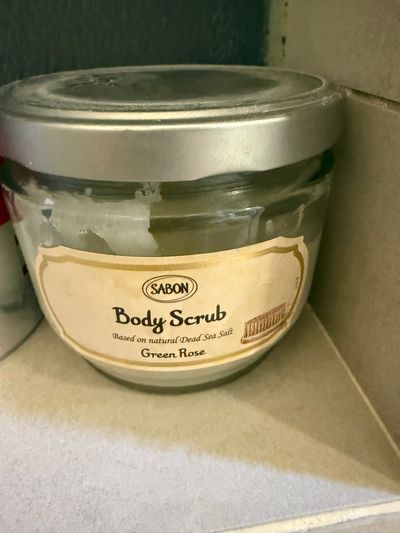 SABON
Body Scrub
Based on natural Dead Sea Salt
Green Rose